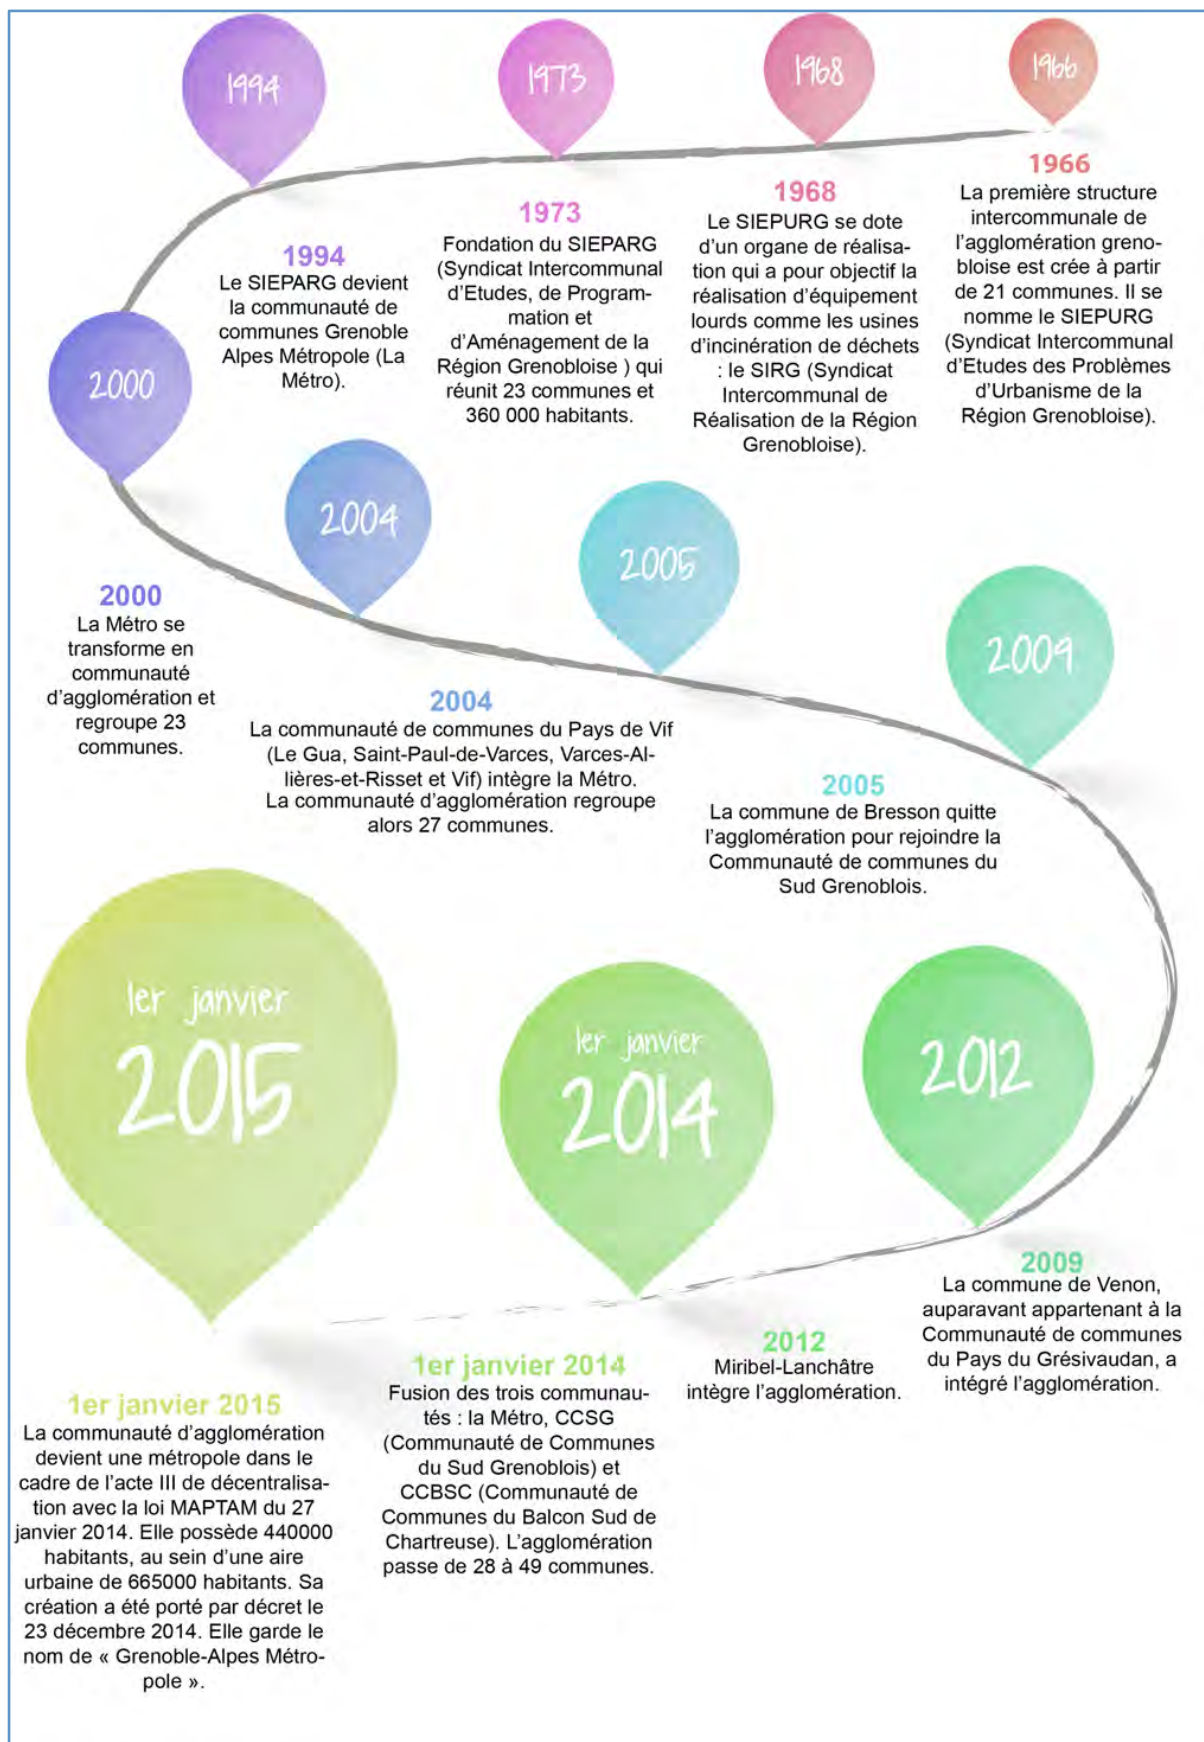 1994
1973
1968
1966
1966
La première structure
intercommunale de
l'agglomération greno-
bloise est crée à partir
de 21 communes. Il se
nomme le SIEPURG
(Syndicat Intercommunal
d'Etudes des Problèmes
d'Urbanisme de la
Région Grenobloise).
1968
Le SIEPURG se dote
d'un organe de réalisa-
tion qui a pour objectif la
réalisation d'équipement
lourds comme les usines
d'incinération de déchets
: le SIRG (Syndicat
Intercommunal de
Réalisation de la Région
Grenobloise).
1973
Fondation du SIEPARG
(Syndicat Intercommunal
d'Etudes, de Program-
mation et
d'Aménagement de la
Région Grenobloise ) qui
réunit 23 communes et
360 000 habitants.
1994
Le SIEPARG devient
la communauté de
communes Grenoble
Alpes Métropole (La
Métro).
2000
2004
2005
2009
2000
La Métro se
transforme en
communauté
d'agglomération et
regroupe 23
communes.
2004
La communauté de communes du Pays de Vif
(Le Gua, Saint-Paul-de-Varces, Varces-Al-
lières-et-Risset et Vif) intègre la Métro.
La communauté d'agglomération regroupe
alors 27 communes.
2005
La commune de Bresson quitte
l'agglomération pour rejoindre la
Communauté de communes du
Sud Grenoblois.
1er janvier
2015
1er janvier
2014
2012
2009
La commune de Venon,
auparavant appartenant à la
Communauté de communes
du Pays du Grésivaudan, a
intégré l'agglomération.
2012
Miribel-Lanchâtre
intègre l'agglomération.
1er janvier 2014
Fusion des trois communau-
tés : la Métro, CCSG
(Communauté de Communes
du Sud Grenoblois) et
CCBSC (Communauté de
Communes du Balcon Sud de
Chartreuse). L'agglomération
passe de 28 à 49 communes.
1er janvier 2015
La communauté d'agglomération
devient une métropole dans le
cadre de l'acte III de décentralisa-
tion avec la loi MAPTAM du 27
janvier 2014. Elle possède 440000
habitants, au sein d'une aire
urbaine de 665000 habitants. Sa
création a été porté par décret le
23 décembre 2014. Elle garde le
nom de « Grenoble-Alpes Métro-
pole ».